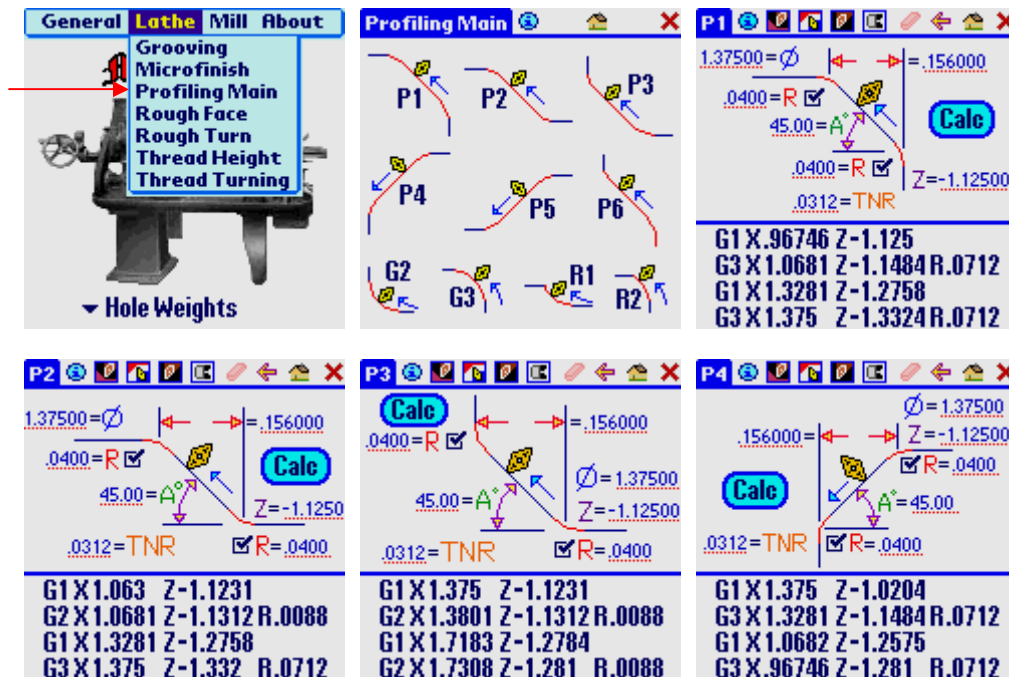 General Lathe Mill About
Grooving
Microfinish
Profiling Main
Rough Face
Rough Turn
Thread Height
Thread Turning
Hole Weights
Profiling Main
P1
P2
P3
P4
P5
P6
G2
G3
R1
R2
P1
1.37500=Ø
=.156000
.0400=R
45.00=A°
Calc
.0400=R
Z=-1.12500
.0312=TNR
G1 X.96746 Z-1.125
G3 X1.0681 Z-1.1484 R.0712
G1 X1.3281 Z-1.2758
G3 X1.375 Z-1.3324 R.0712
P2
1.37500=Ø
=.156000
.0400=R
Calc
45.00=A°
Z=-1.1250
.0312=TNR
R=.0400
G1 X1.063 Z-1.1231
G2 X1.0681 Z-1.1312 R.0088
G1 X1.3281 Z-1.2758
G3 X1.375 Z-1.332 R.0712
P3
Calc
=.156000
.0400=R
Ø=1.37500
45.00=A°
Z=-1.12500
.0312=TNR
R=.0400
G1 X1.375 Z-1.1231
G2 X1.3801 Z-1.1312 R.0088
G1 X1.7183 Z-1.2784
G2 X1.7308 Z-1.281 R.0088
P4
Ø=1.37500
.156000=
Z=-1.12500
R=.0400
Calc
A°=45.00
.0312=TNR
R=.0400
G1 X1.375 Z-1.0204
G3 X1.3281 Z-1.1484 R.0712
G1 X1.0682 Z-1.2575
G3 X.96746 Z-1.281 R.0712